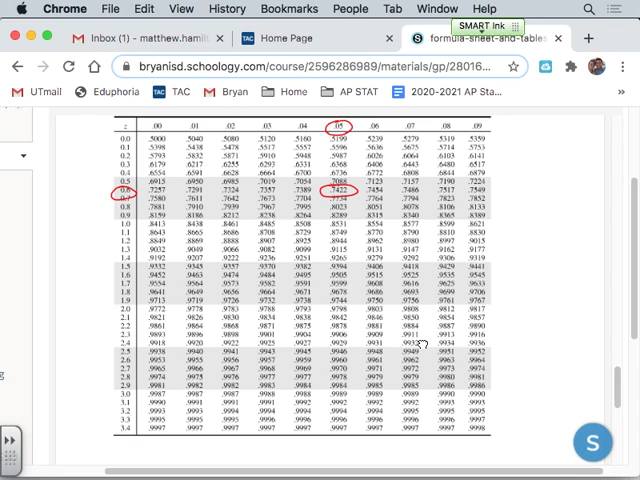 Chrome File Edit View History Bookmarks People Tab Window Help
SMART Ink
Inbox (1) - matthew.hamil
Home Page
formula-sheet-and-tables
bryanisd.schoology.com/course/2596286989/materials/gp/28016
UTmail Eduphoria TAC Bryan Home AP STAT 2020-2021 AP Sta...
z .00 .01 .02 .03 .04 .05 .06 .07 .08 .09
0.0 .5000 .5040 .5080 .5120 .5160 .5199 .5239 .5279 .5319 .5359
0.1 .5398 .5438 .5478 .5517 .5557 .5596 .5636 .5675 .5714 .5753
0.2 .5793 .5832 .5871 .5910 .5948 .5987 .6026 .6064 .6103 .6141
0.3 .6179 .6217 .6255 .6293 .6331 .6368 .6406 .6443 .6480 .6517
0.4 .6554 .6591 .6628 .6664 .6700 .6736 .6772 .6808 .6844 .6879
0.5 .6915 .6950 .6985 .7019 .7054 .7088 .7123 .7157 .7190 .7224
0.6 .7257 .7291 .7324 .7357 .7389 .7422 .7454 .7486 .7517 .7549
0.7 .7580 .7611 .7642 .7673 .7704 .7734 .7764 .7794 .7823 .7852
0.8 .7881 .7910 .7939 .7967 .7995 .8023 .8051 .8078 .8106 .8133
0.9 .8159 .8186 .8212 .8238 .8264 .8289 .8315 .8340 .8365 .8389
1.0 .8413 .8438 .8461 .8485 .8508 .8531 .8554 .8577 .8599 .8621
1.1 .8643 .8665 .8686 .8708 .8729 .8749 .8770 .8790 .8810 .8830
1.2 .8849 .8869 .8888 .8907 .8925 .8944 .8962 .8980 .8997 .9015
1.3 .9032 .9049 .9066 .9082 .9099 .9115 .9131 .9147 .9162 .9177
1.4 .9192 .9207 .9222 .9236 .9251 .9265 .9279 .9292 .9306 .9319
1.5 .9332 .9345 .9357 .9370 .9382 .9394 .9406 .9418 .9429 .9441
1.6 .9452 .9463 .9474 .9484 .9495 .9505 .9515 .9525 .9535 .9545
1.7 .9554 .9564 .9573 .9582 .9591 .9599 .9608 .9616 .9625 .9633
1.8 .9641 .9649 .9656 .9664 .9671 .9678 .9686 .9693 .9699 .9706
1.9 .9713 .9719 .9726 .9732 .9738 .9744 .9750 .9756 .9761 .9767
2.0 .9772 .9778 .9783 .9788 .9793 .9798 .9803 .9808 .9812 .9817
2.1 .9821 .9826 .9830 .9834 .9838 .9842 .9846 .9850 .9854 .9857
2.2 .9861 .9864 .9868 .9871 .9875 .9878 .9881 .9884 .9887 .9890
2.3 .9893 .9896 .9898 .9901 .9904 .9906 .9909 .9911 .9913 .9916
2.4 .9918 .9920 .9922 .9925 .9927 .9929 .9931 .9932 .9934 .9936
2.5 .9938 .9940 .9941 .9943 .9945 .9946 .9948 .9949 .9951 .9952
2.6 .9953 .9955 .9956 .9957 .9959 .9960 .9961 .9962 .9963 .9964
2.7 .9965 .9966 .9967 .9968 .9969 .9970 .9971 .9972 .9973 .9974
2.8 .9974 .9975 .9976 .9977 .9977 .9978 .9979 .9979 .9980 .9981
2.9 .9981 .9982 .9982 .9983 .9984 .9984 .9985 .9985 .9986 .9986
3.0 .9987 .9987 .9987 .9988 .9988 .9989 .9989 .9989 .9990 .9990
3.1 .9990 .9991 .9991 .9991 .9992 .9992 .9992 .9992 .9993 .9993
3.2 .9993 .9993 .9994 .9994 .9994 .9994 .9994 .9995 .9995 .9995
3.3 .9995 .9995 .9995 .9996 .9996 .9996 .9996 .9996 .9996 .9997
3.4 .9997 .9997 .9997 .9997 .9997 .9997 .9997 .9997 .9997 .9998
S